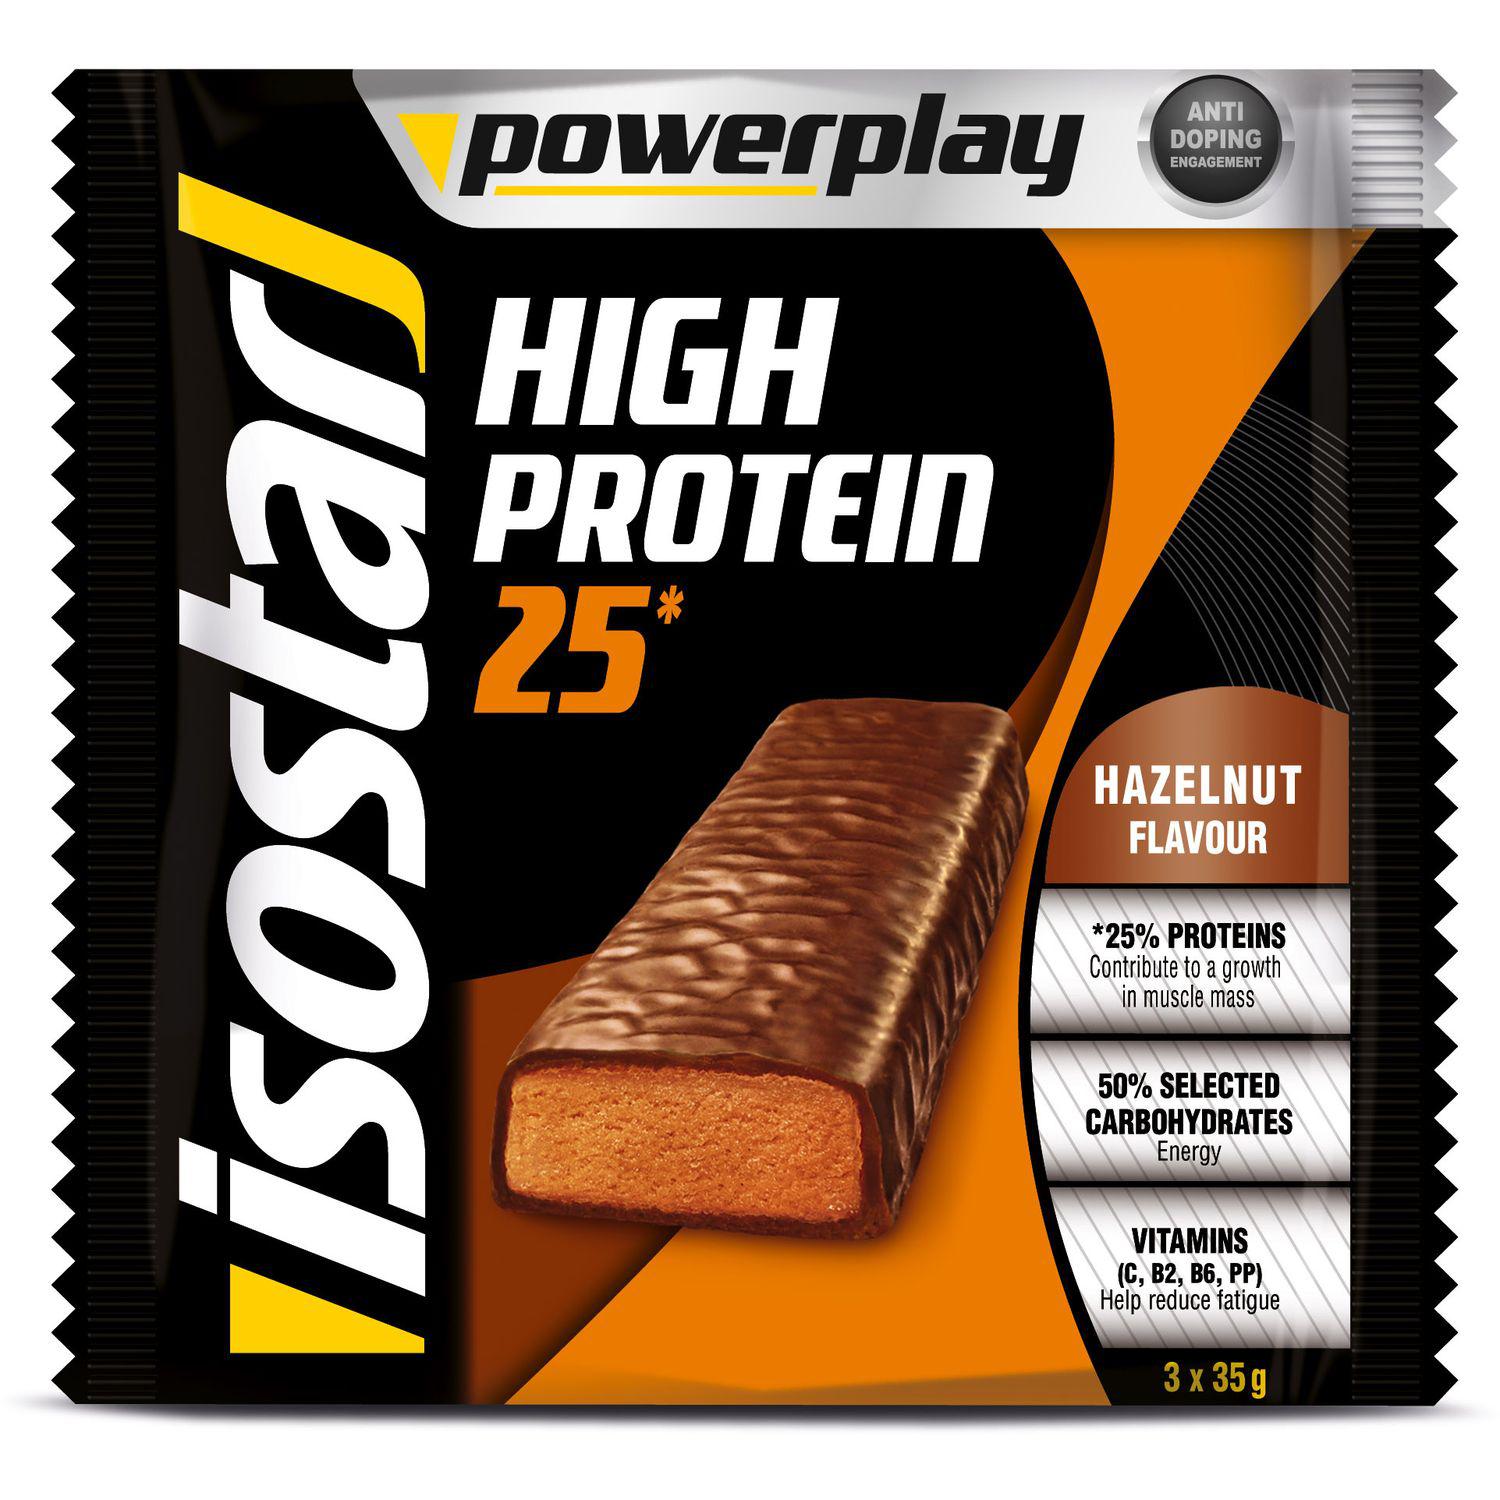 powerplay
ANTI
DOPING
ENGAGEMENT
isostar
HIGH
PROTEIN
25*
HAZELNUT
FLAVOUR
*25% PROTEINS
Contribute to a growth
in muscle mass
50% SELECTED
CARBOHYDRATES
Energy
VITAMINS
(C, B2, B6, PP)
Help reduce fatigue
3 x 35 g